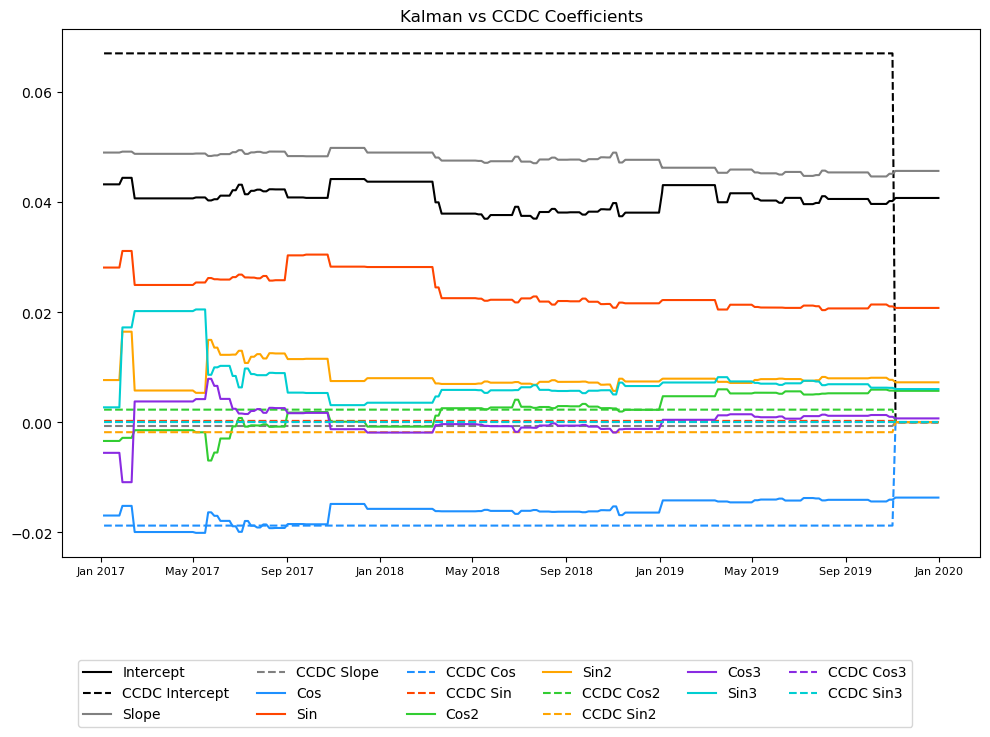 Kalman vs CCDC Coefficients
0.06
0.04
0.02
0.00
−0.02
Jan 2017 May 2017 Sep 2017 Jan 2018 May 2018 Sep 2018 Jan 2019 May 2019 Sep 2019 Jan 2020
Intercept CCDC Slope CCDC Cos Sin2 Cos3 CCDC Cos3
CCDC Intercept Cos CCDC Sin CCDC Cos2 Sin3 CCDC Sin3
Slope Sin Cos2 CCDC Sin2